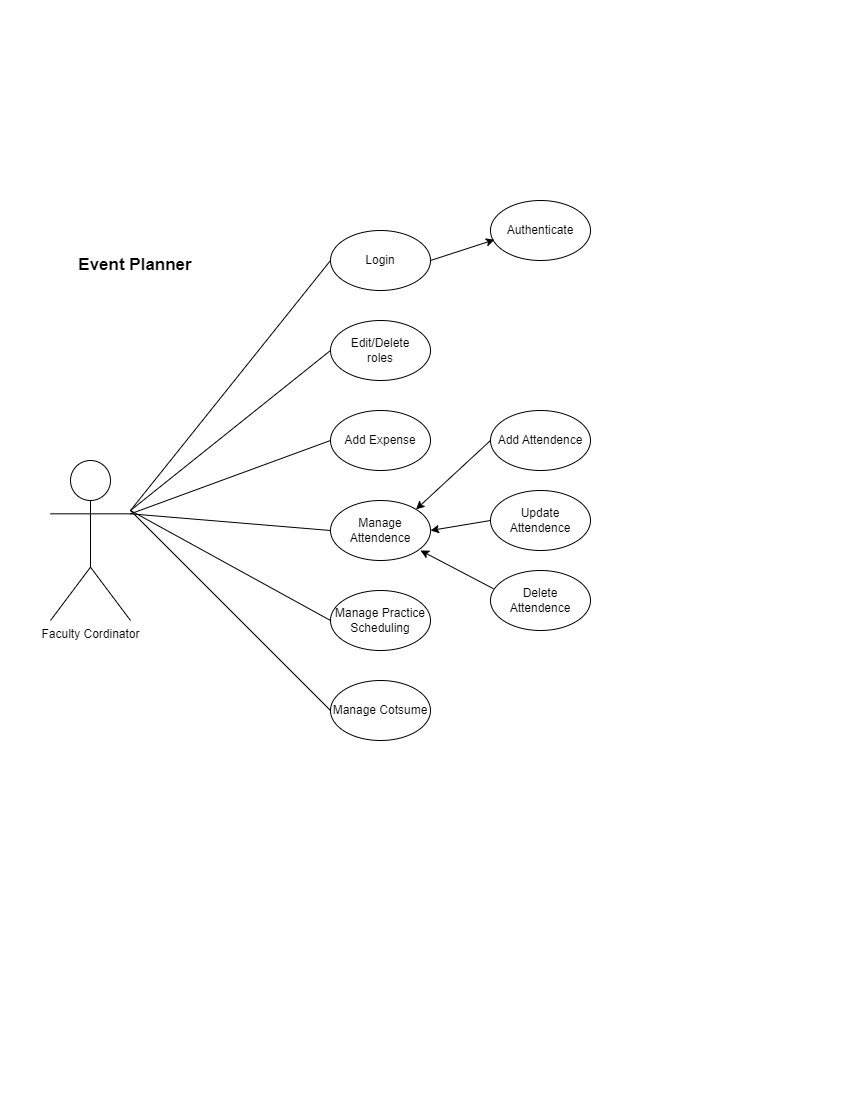 Authenticate
Login
Event Planner
Edit/Delete
roles
Add Expense
Add Attendence
Manage
Attendence
Update
Attendence
Delete
Attendence
Manage Practice
Scheduling
Faculty Cordinator
Manage Cotsume